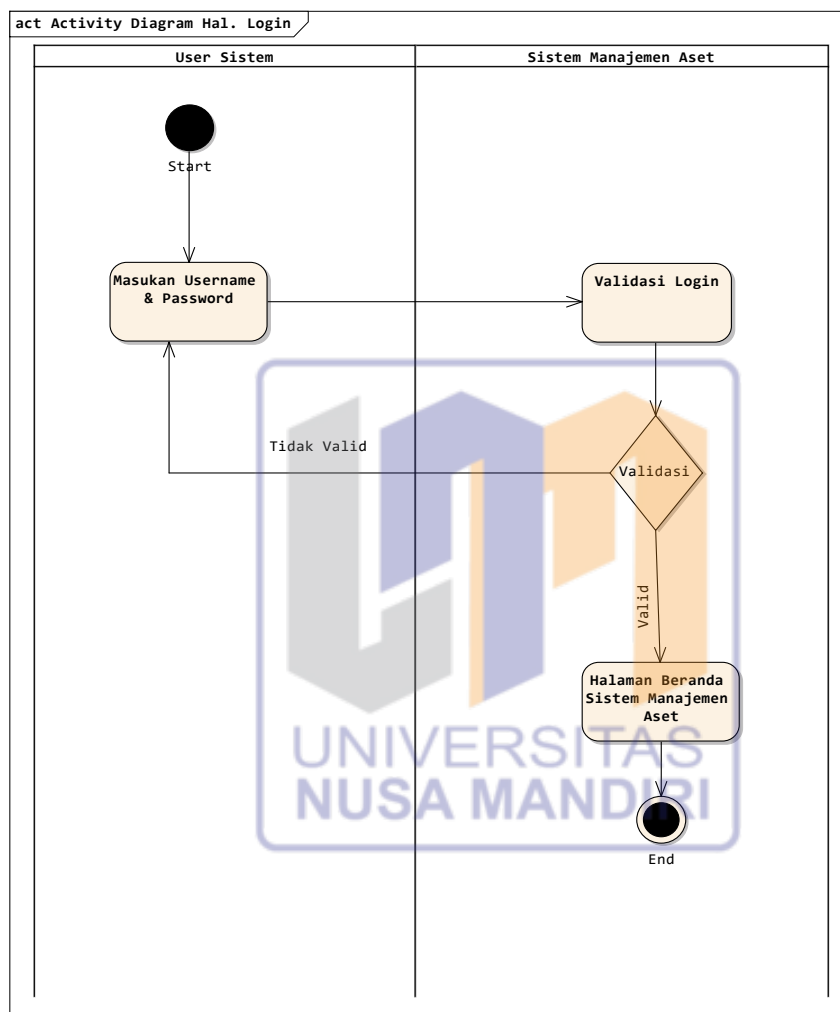 act Activity Diagram Hal. Login
User Sistem
Sistem Manajemen Aset
Start
Masukan Username
& Password
Validasi Login
Tidak Valid
Validasi
Valid
Halaman Beranda
Sistem Manajemen
Aset
UNIVERSITAS
NUSA MANDIRI
End